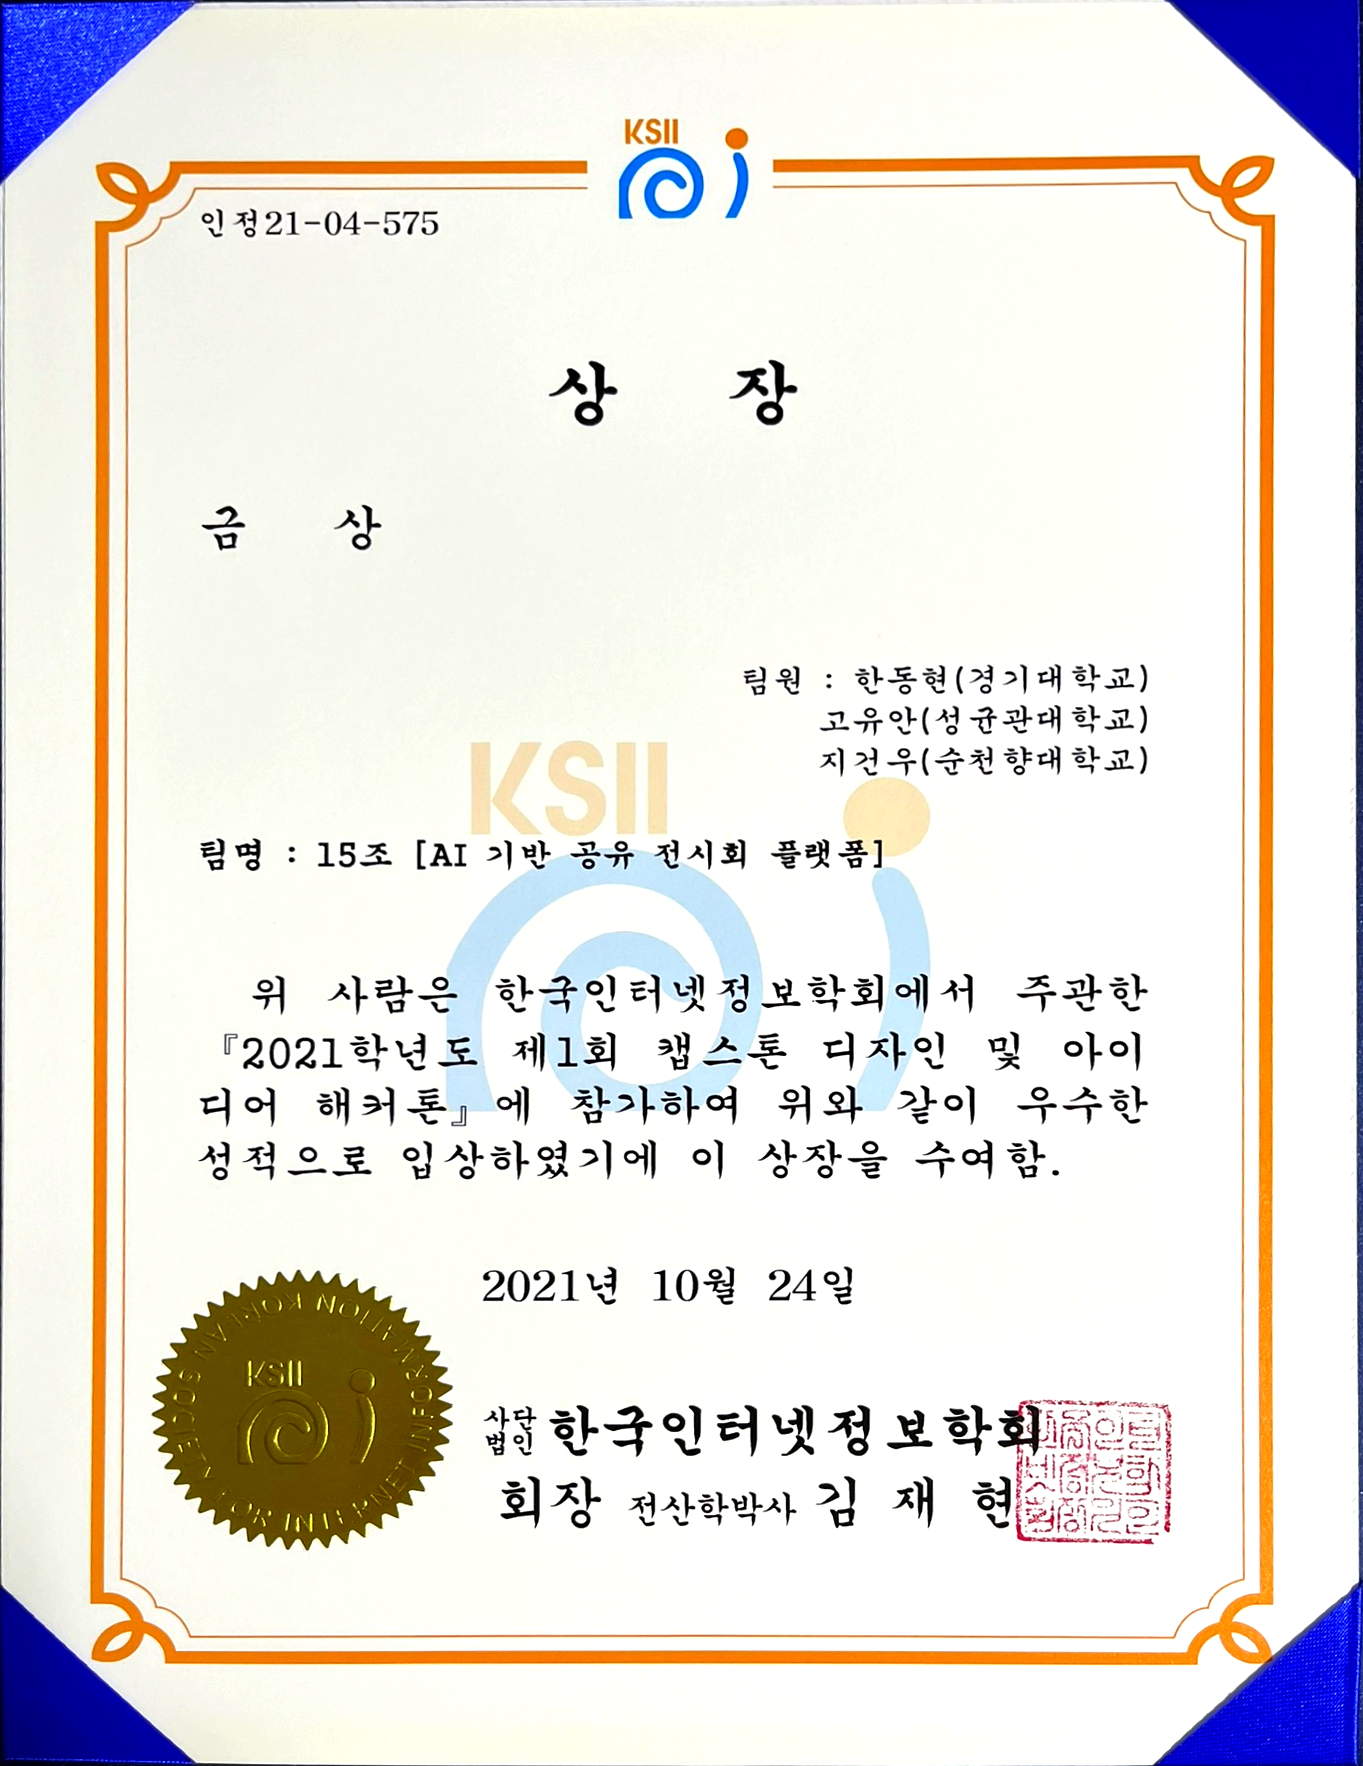 KSII
인정21-04-575
상 장
금 상
팀원 : 한동현(경기대학교)
고유안(성균관대학교)
지건우(순천향대학교)
KSII
팀명 : 15조 [AI 기반 공유 전시회 플랫폼]
위 사람은 한국인터넷정보학회에서 주관한
『2021학년도 제1회 캡스톤 디자인 및 아이
디어 해커톤』에 참가하여 위와 같이 우수한
성적으로 입상하였기에 이 상장을 수여함.
2021년 10월 24일
KOREAN SOCIETY FOR INTERNET INFORMATION
KSII
사단법인 한국인터넷정보학회
회장 전산학박사 김 재 현